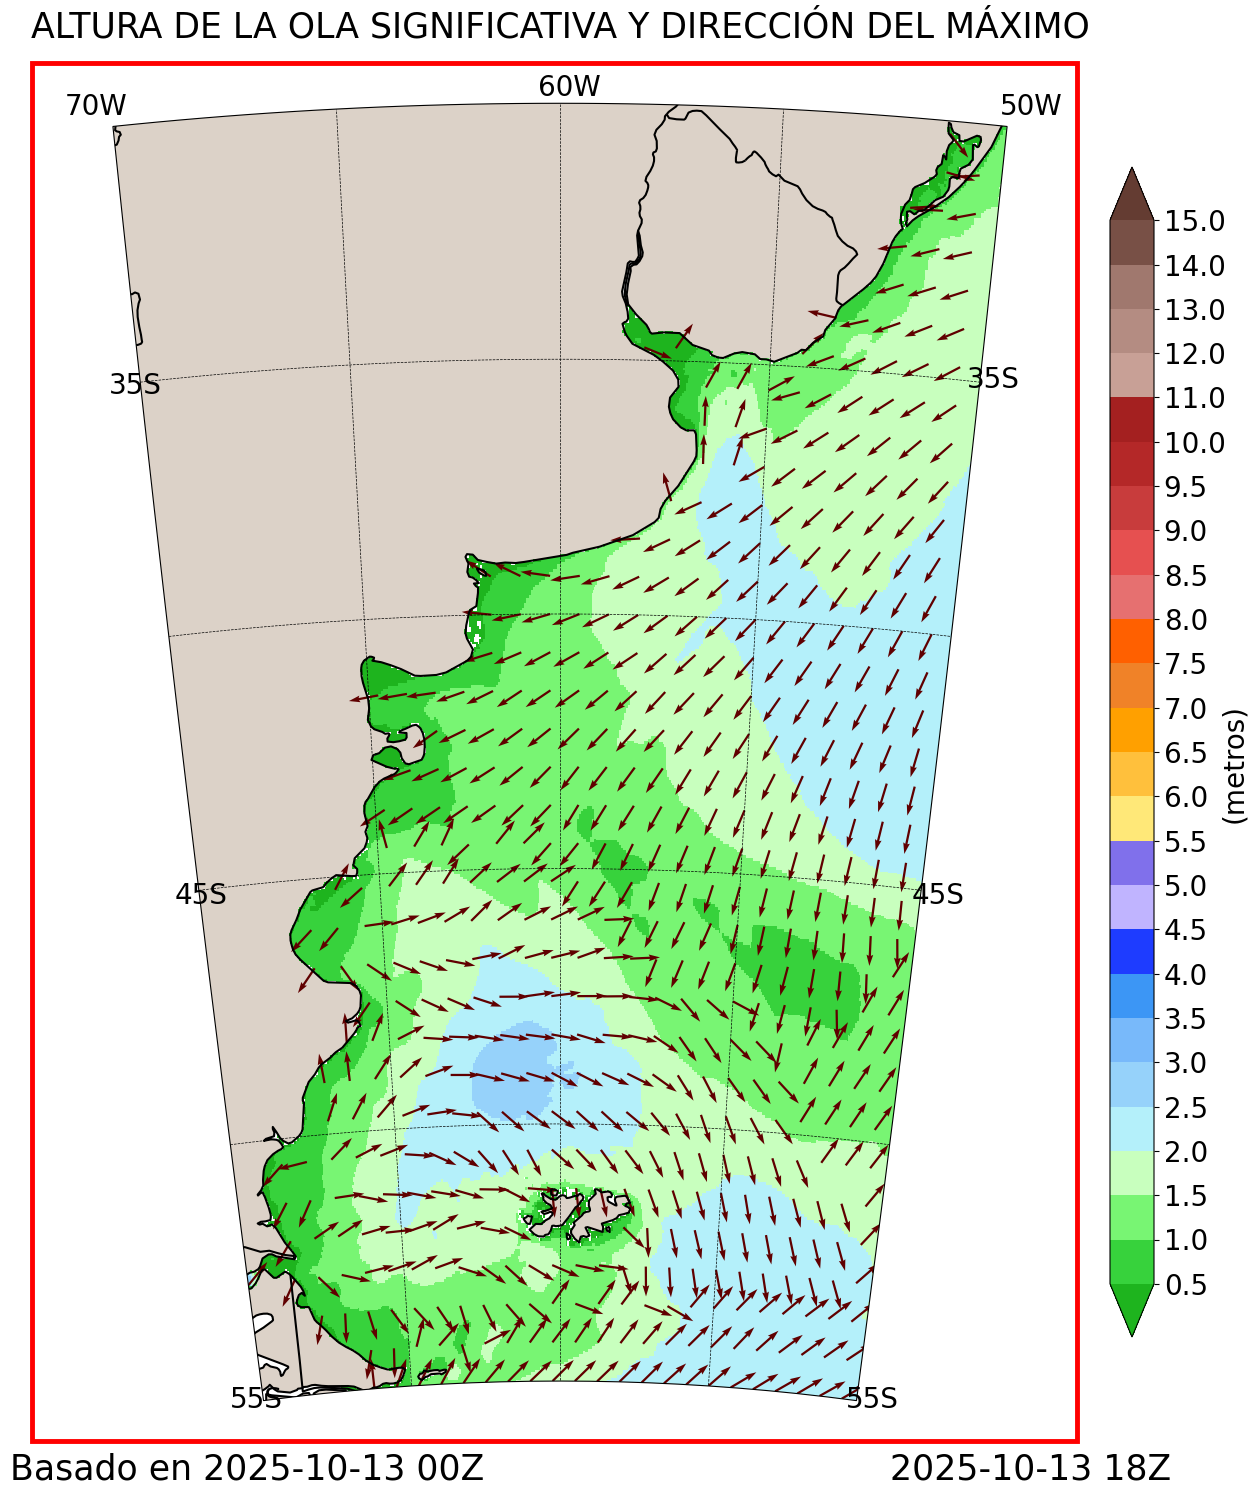 ALTURA DE LA OLA SIGNIFICATIVA Y DIRECCIÓN DEL MÁXIMO
70W
60W
50W
35S
35S
45S
45S
55S
55S
15.0
14.0
13.0
12.0
11.0
10.0
9.5
9.0
8.5
8.0
7.5
7.0
6.5
6.0
5.5
5.0
4.5
4.0
3.5
3.0
2.5
2.0
1.5
1.0
0.5
(metros)
Basado en 2025-10-13 00Z
2025-10-13 18Z